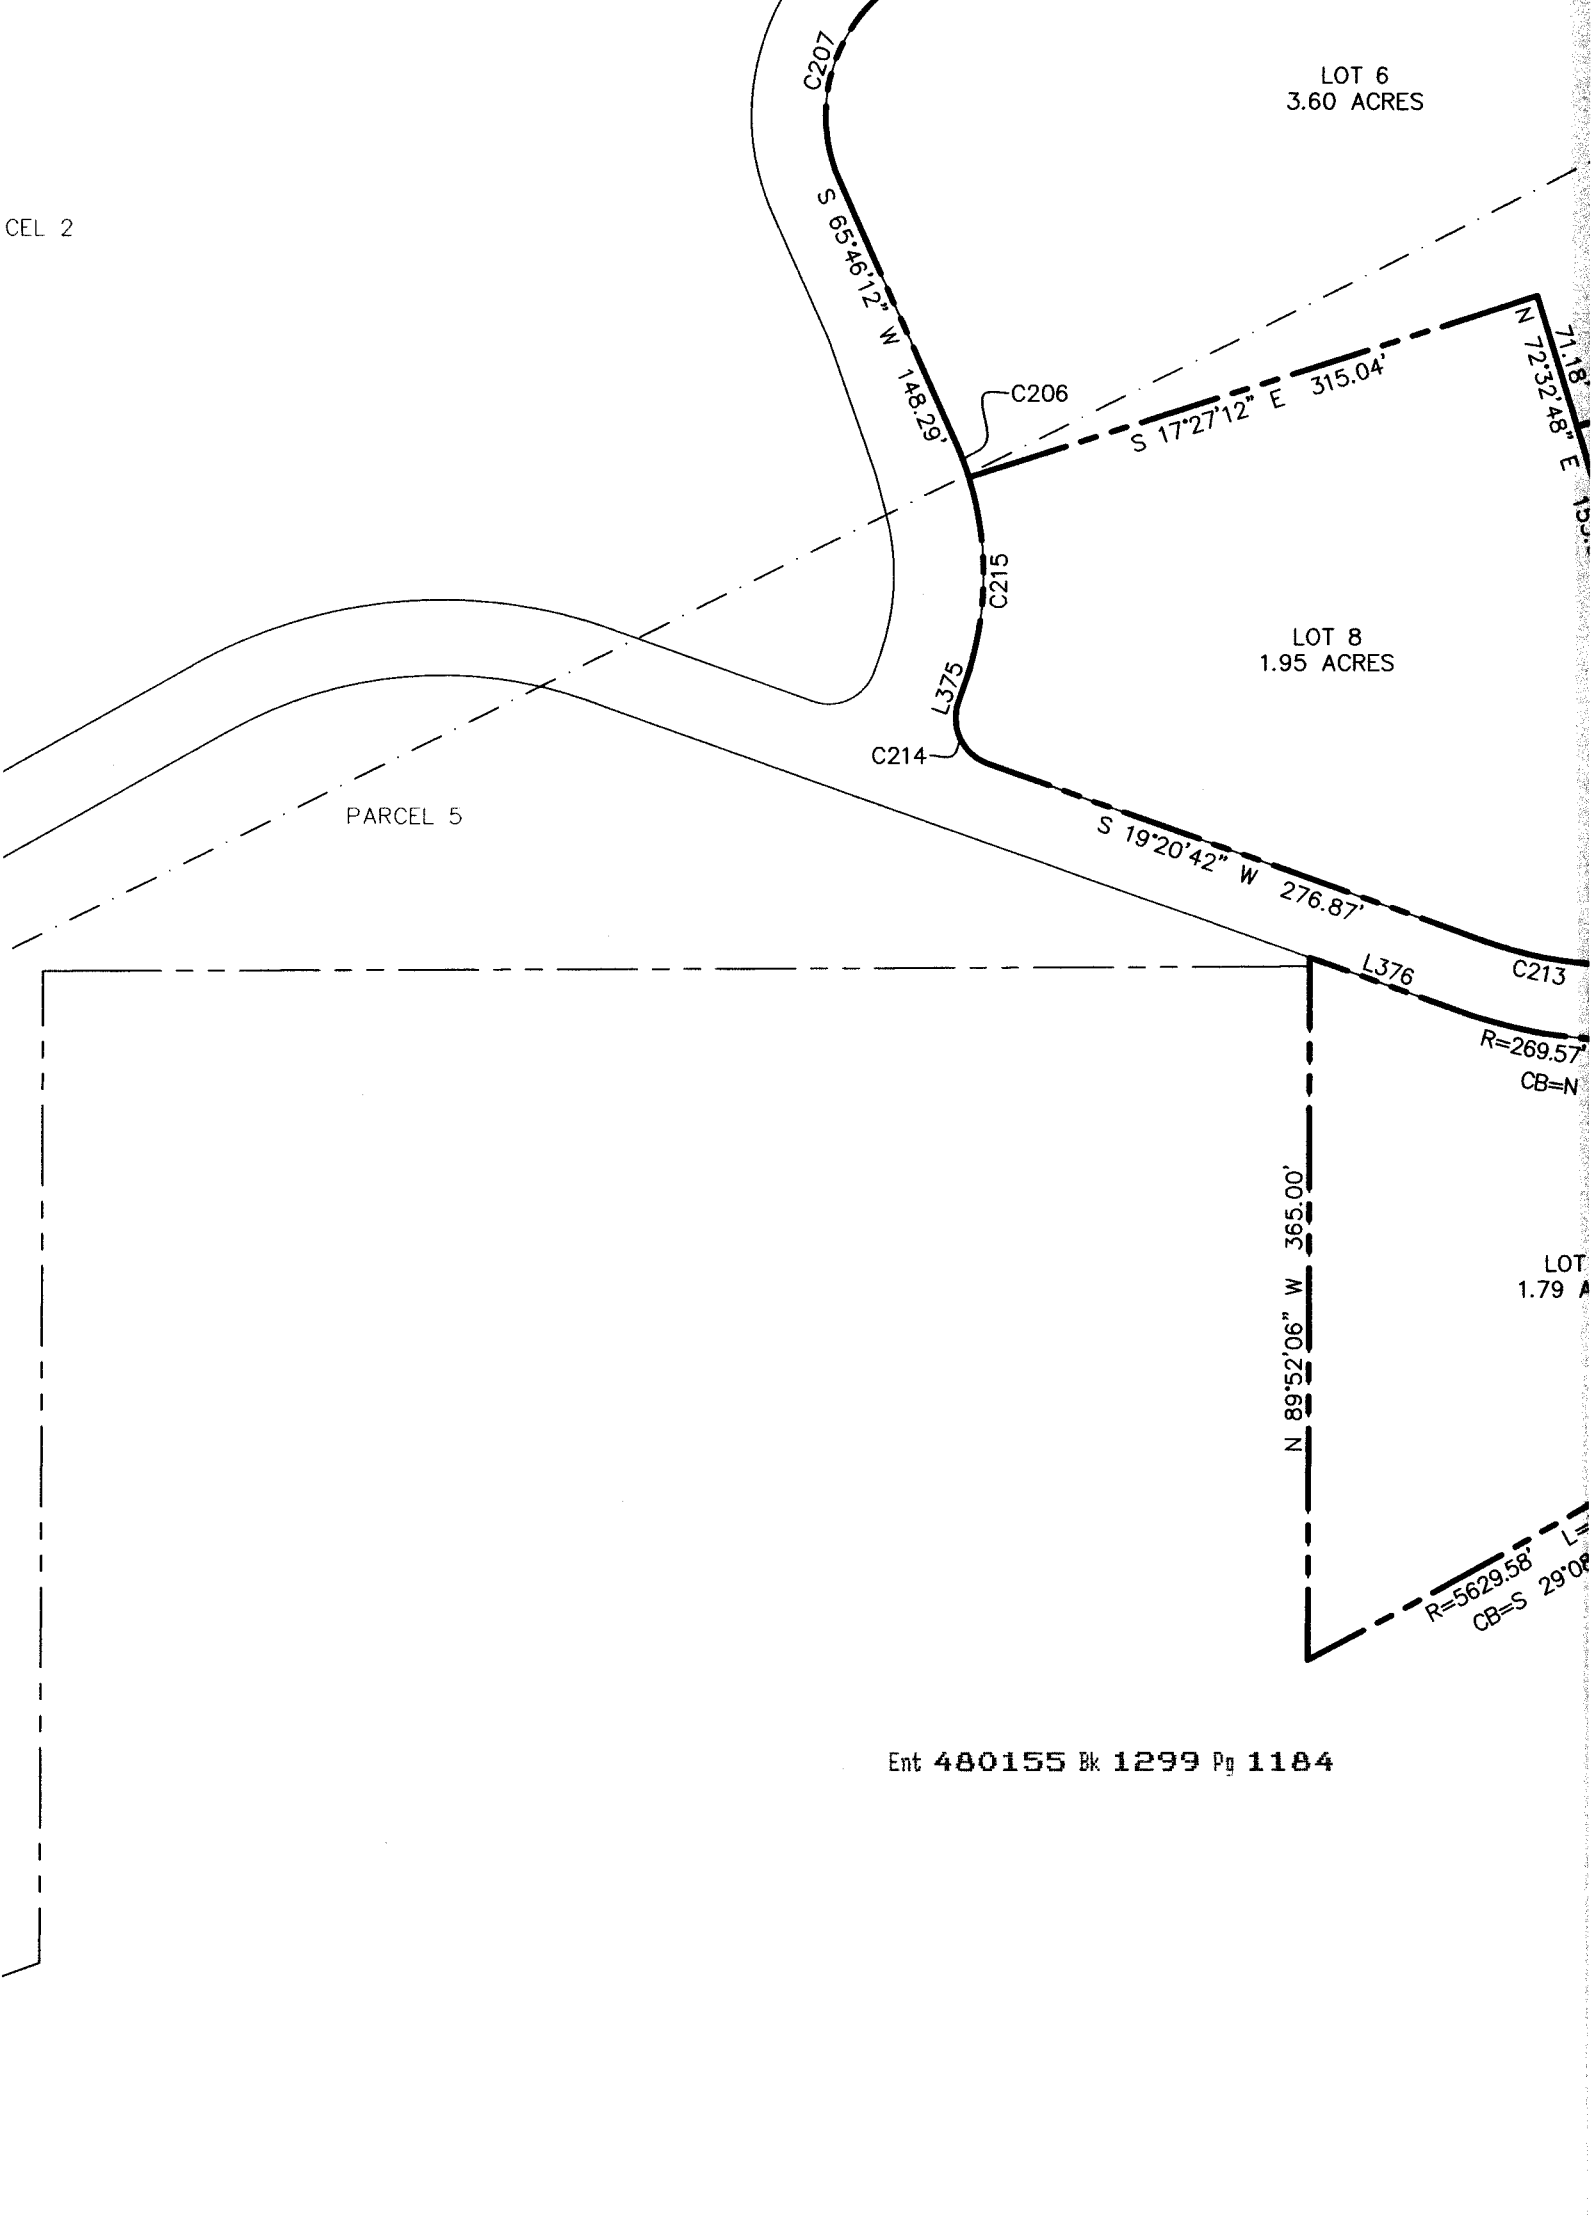 C207
LOT 6
3.60 ACRES
CEL 2
S 65°46'12" W 148.29'
C206
S 17°27'12" E 315.04'
71.18'
N 72°32'48" E
C215
LOT 8
1.95 ACRES
L375
C214
PARCEL 5
S 19°20'42" W 276.87'
L376
C213
R=269.57'
CB=N
N 89°52'06" W 365.00'
LOT
1.79 A
R=5629.58' L=
CB=S 29°08
Ent 480155 Bk 1299 Pg 1184